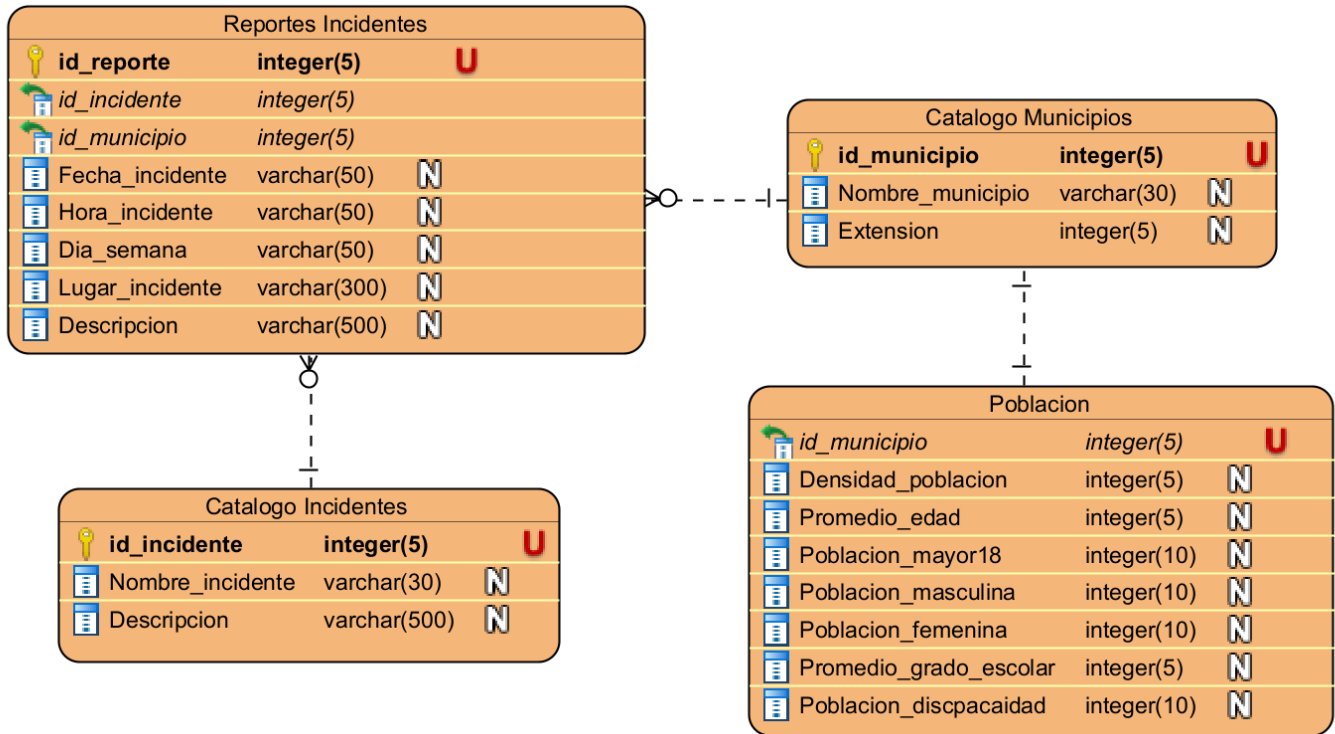 Reportes Incidentes
id_reporte integer(5) U
id_incidente integer(5)
id_municipio integer(5)
Fecha_incidente varchar(50) N
Hora_incidente varchar(50) N
Dia_semana varchar(50) N
Lugar_incidente varchar(300) N
Descripcion varchar(500) N
Catalogo Municipios
id_municipio integer(5) U
Nombre_municipio varchar(30) N
Extension integer(5) N
Catalogo Incidentes
id_incidente integer(5) U
Nombre_incidente varchar(30) N
Descripcion varchar(500) N
Poblacion
id_municipio integer(5) U
Densidad_poblacion integer(5) N
Promedio_edad integer(5) N
Poblacion_mayor18 integer(10) N
Poblacion_masculina integer(10) N
Poblacion_femenina integer(10) N
Promedio_grado_escolar integer(5) N
Poblacion_discpacaidad integer(10) N